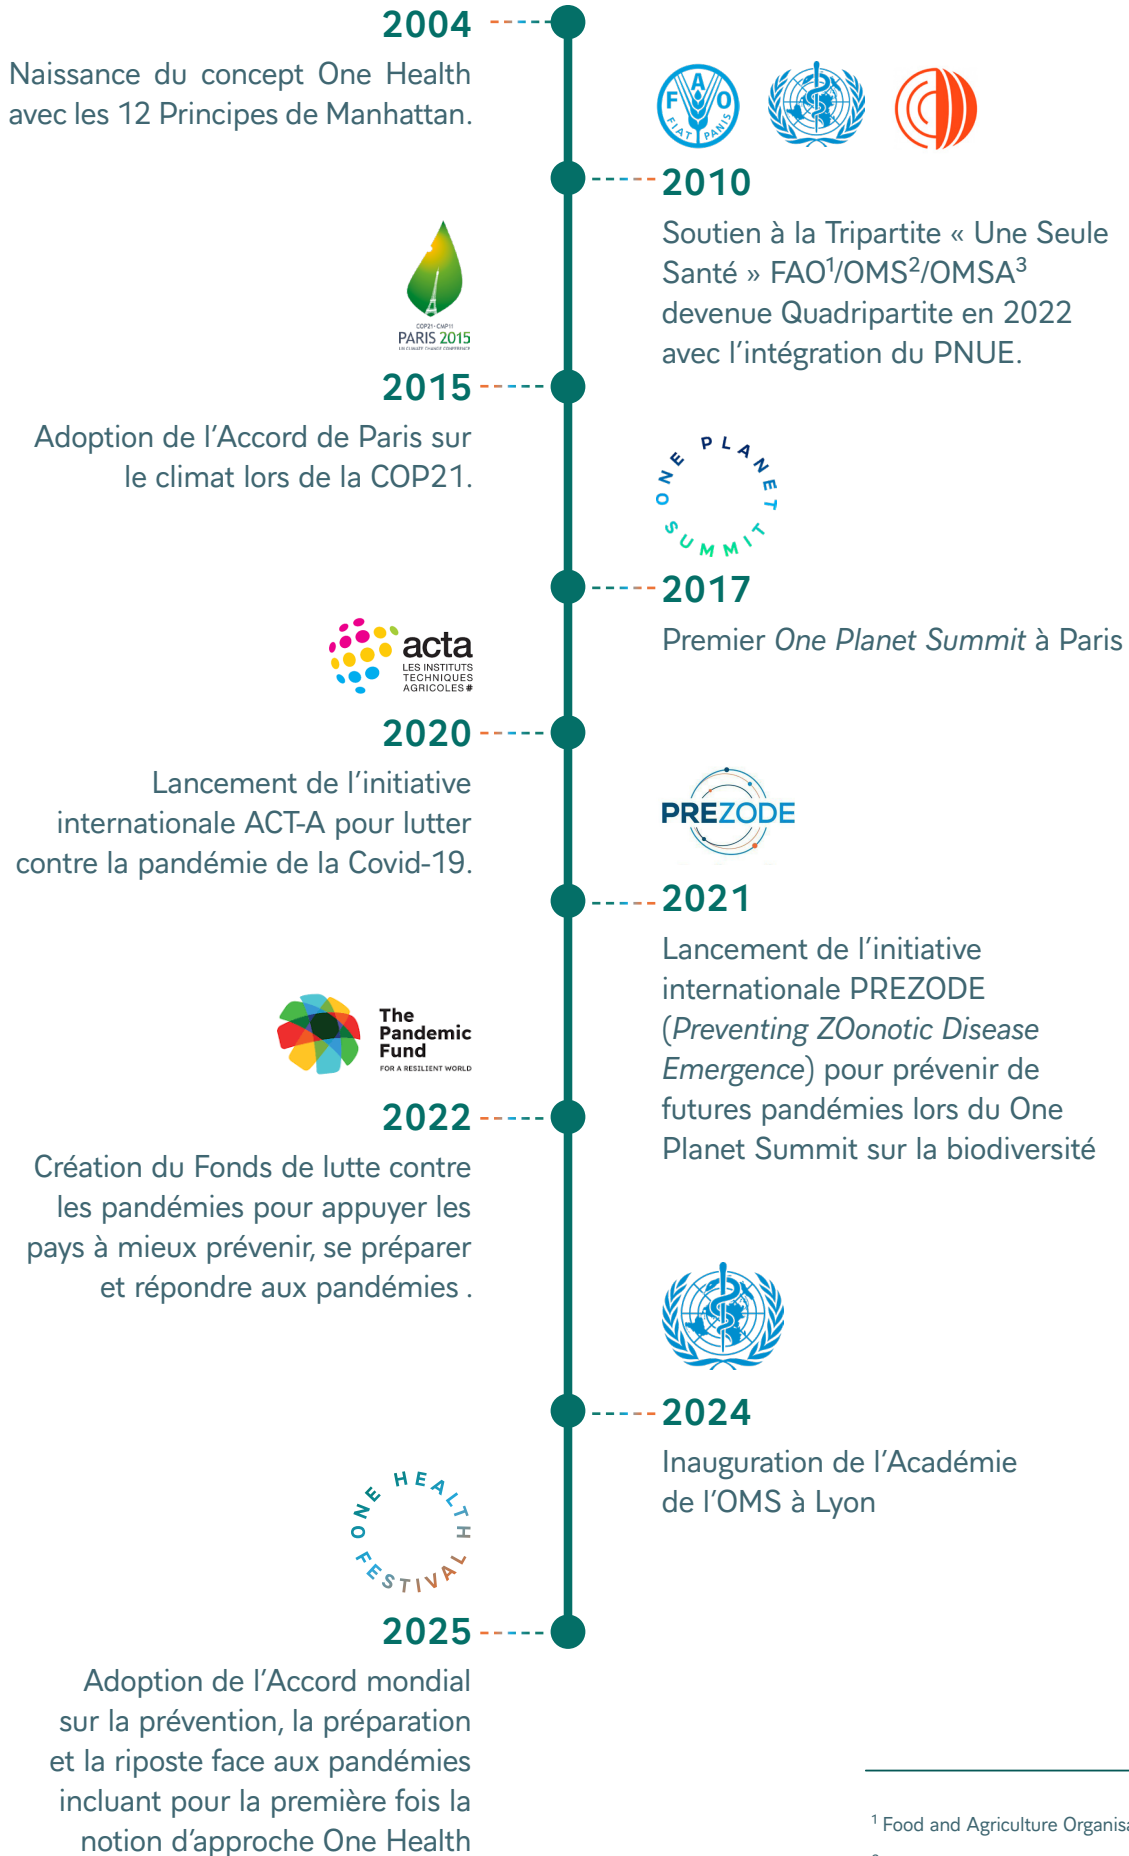 2004
Naissance du concept One Health
avec les 12 Principes de Manhattan.
FAO
FIAT PANIS
2010
Soutien à la Tripartite « Une Seule
Santé » FAO¹/OMS²/OMSA³
devenue Quadripartite en 2022
avec l’intégration du PNUE.
COP21·CMP11
PARIS 2015
UN CLIMATE CHANGE CONFERENCE
2015
Adoption de l’Accord de Paris sur
le climat lors de la COP21.
ONE PLANET
SUMMIT
2017
Premier One Planet Summit à Paris
acta
LES INSTITUTS
TECHNIQUES
AGRICOLES#
2020
Lancement de l’initiative
internationale ACT-A pour lutter
contre la pandémie de la Covid-19.
PREZODE
2021
Lancement de l’initiative
internationale PREZODE
(Preventing ZOonotic Disease
Emergence) pour prévenir de
futures pandémies lors du One
Planet Summit sur la biodiversité
The
Pandemic
Fund
FOR A RESILIENT WORLD
2022
Création du Fonds de lutte contre
les pandémies pour appuyer les
pays à mieux prévenir, se préparer
et répondre aux pandémies .
2024
Inauguration de l’Académie
de l’OMS à Lyon
ONE HEALTH
FESTIVAL
2025
Adoption de l’Accord mondial
sur la prévention, la préparation
et la riposte face aux pandémies
incluant pour la première fois la
notion d’approche One Health
¹ Food and Agriculture